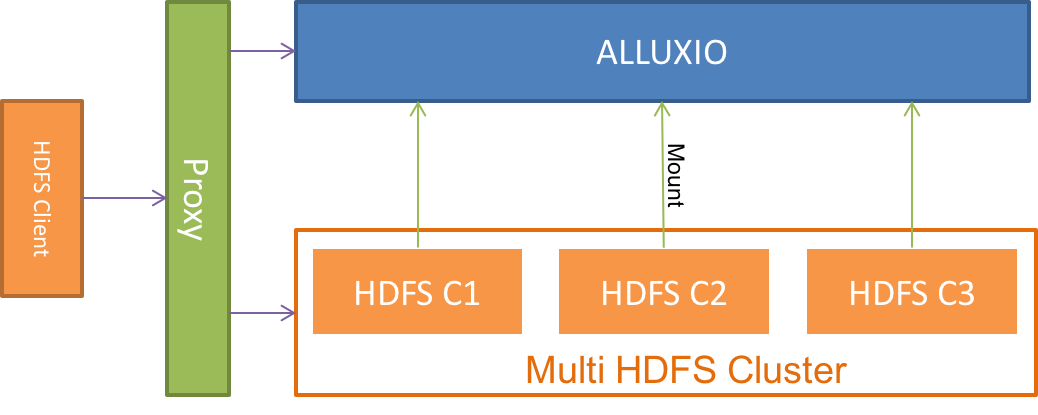 HDFS Client
Proxy
ALLUXIO
Mount
HDFS C1
HDFS C2
HDFS C3
Multi HDFS Cluster